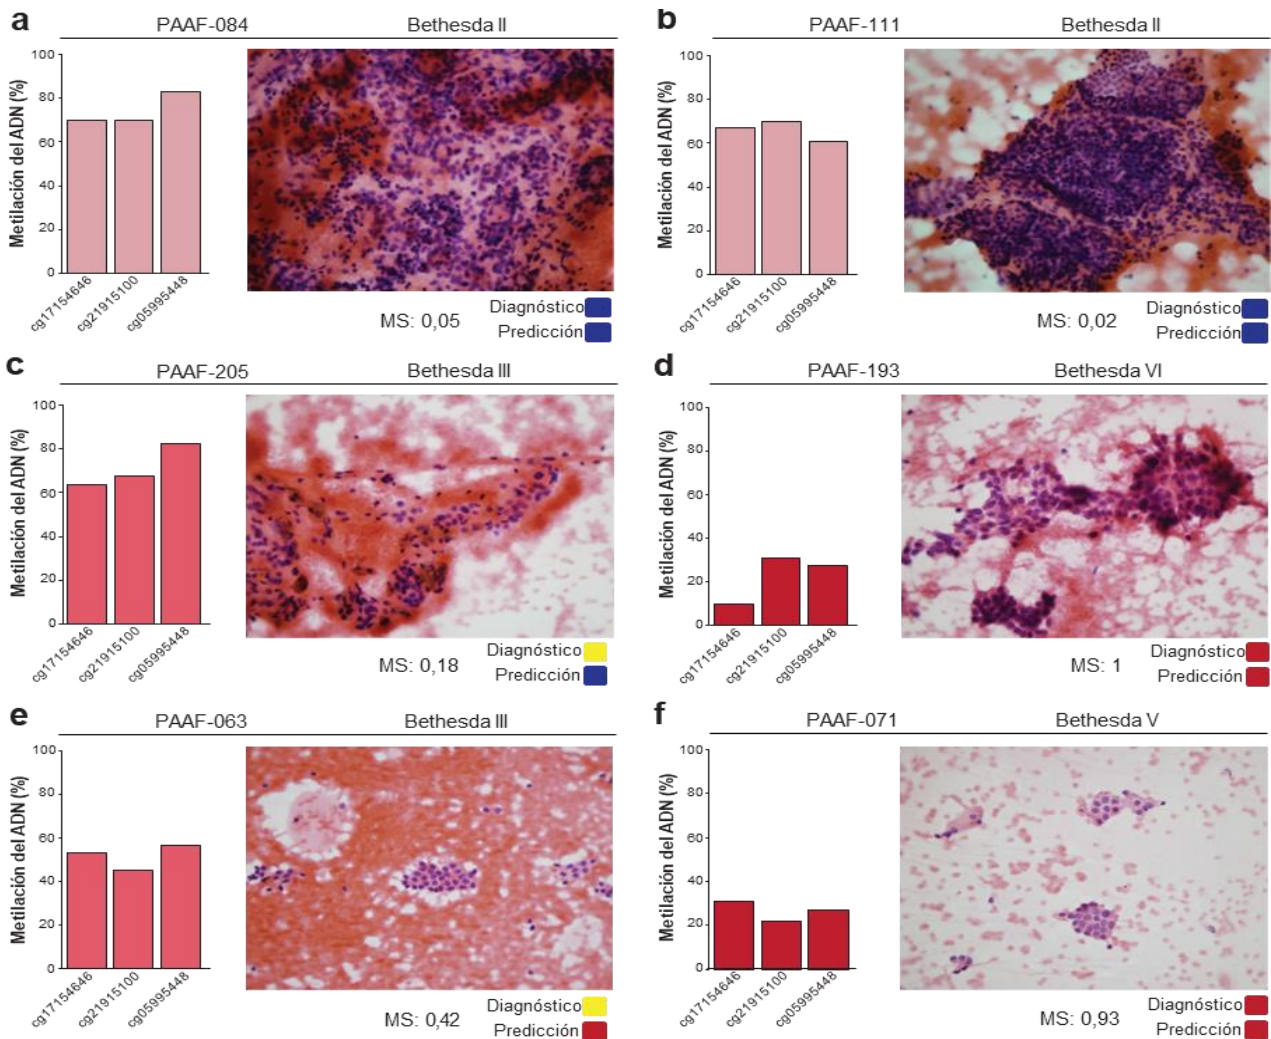 a PAAF-084 Bethesda II
Metilación del ADN (%)
100
80
60
40
20
0
cg17154646
cg21915100
cg05995448
MS: 0,05
Diagnóstico
Predicción
b PAAF-111 Bethesda II
Metilación del ADN (%)
100
80
60
40
20
0
cg17154646
cg21915100
cg05995448
MS: 0,02
Diagnóstico
Predicción
c PAAF-205 Bethesda III
Metilación del ADN (%)
100
80
60
40
20
0
cg17154646
cg21915100
cg05995448
MS: 0,18
Diagnóstico
Predicción
d PAAF-193 Bethesda VI
Metilación del ADN (%)
100
80
60
40
20
0
cg17154646
cg21915100
cg05995448
MS: 1
Diagnóstico
Predicción
e PAAF-063 Bethesda III
Metilación del ADN (%)
100
80
60
40
20
0
cg17154646
cg21915100
cg05995448
MS: 0,42
Diagnóstico
Predicción
f PAAF-071 Bethesda V
Metilación del ADN (%)
100
80
60
40
20
0
cg17154646
cg21915100
cg05995448
MS: 0,93
Diagnóstico
Predicción